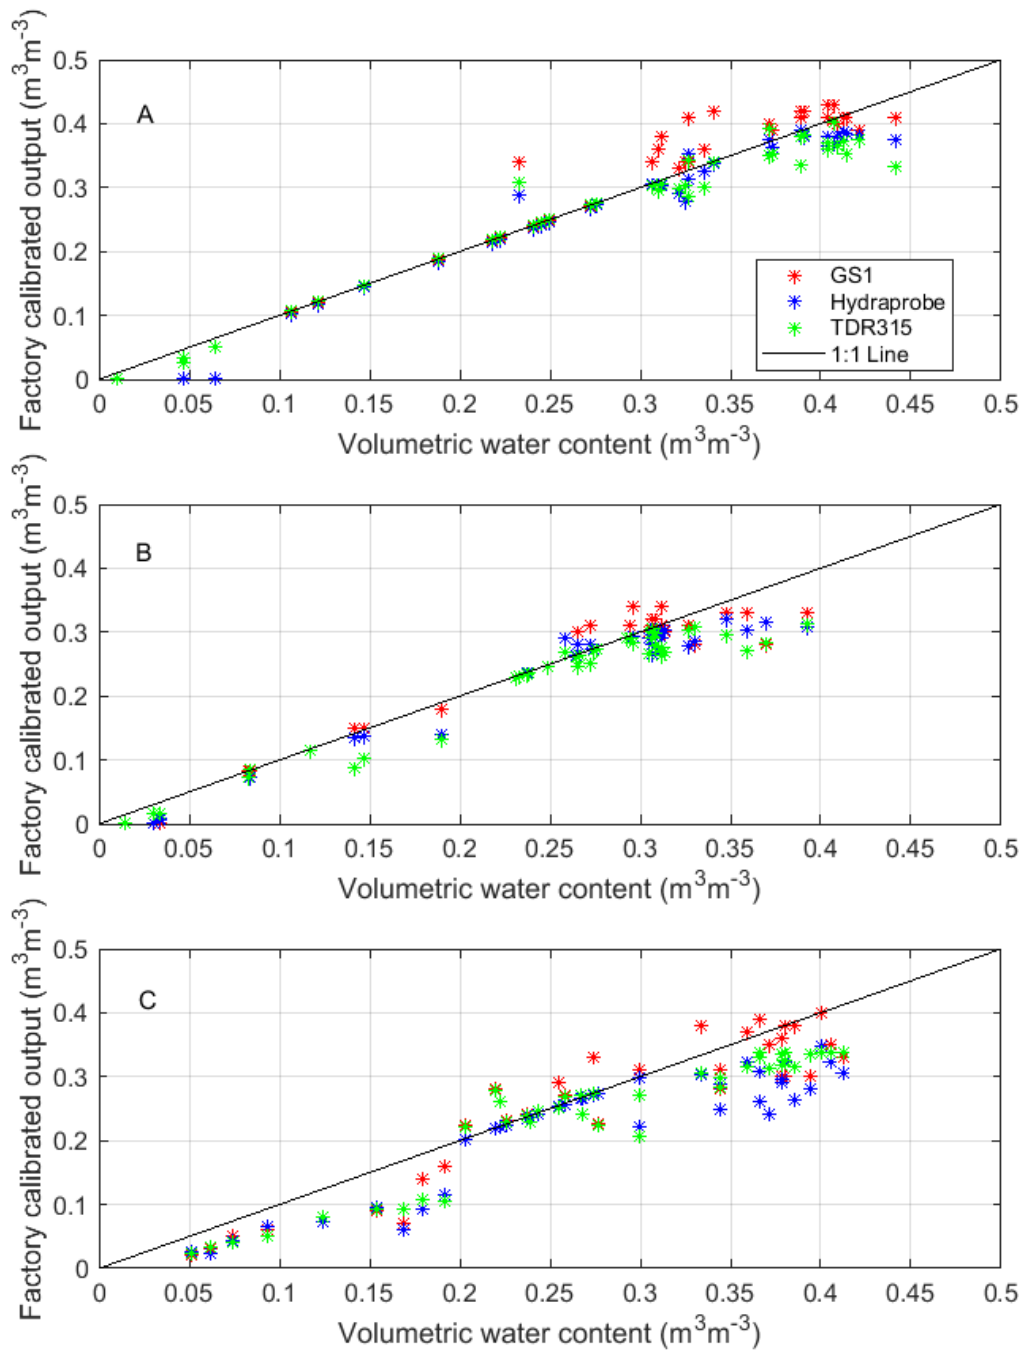 Factory calibrated output (m³m⁻³)
0.5
0.4
0.3
0.2
0.1
0
A
GS1
Hydraprobe
TDR315
1:1 Line
0 0.05 0.1 0.15 0.2 0.25 0.3 0.35 0.4 0.45 0.5
Volumetric water content (m³m⁻³)
Factory calibrated output (m³m⁻³)
0.5
0.4
0.3
0.2
0.1
0
B
0 0.05 0.1 0.15 0.2 0.25 0.3 0.35 0.4 0.45 0.5
Volumetric water content (m³m⁻³)
Factory calibrated output (m³m⁻³)
0.5
0.4
0.3
0.2
0.1
0
C
0 0.05 0.1 0.15 0.2 0.25 0.3 0.35 0.4 0.45 0.5
Volumetric water content (m³m⁻³)